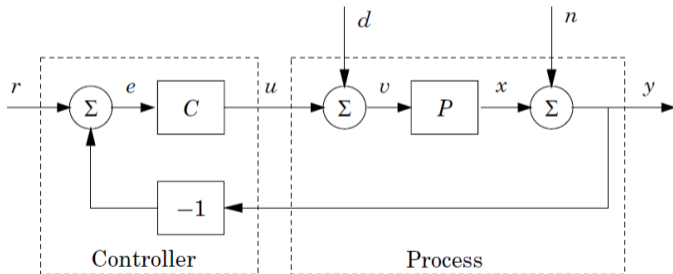 d
n
r
e
u
v
x
y
Σ
C
Σ
P
Σ
−1
Controller
Process